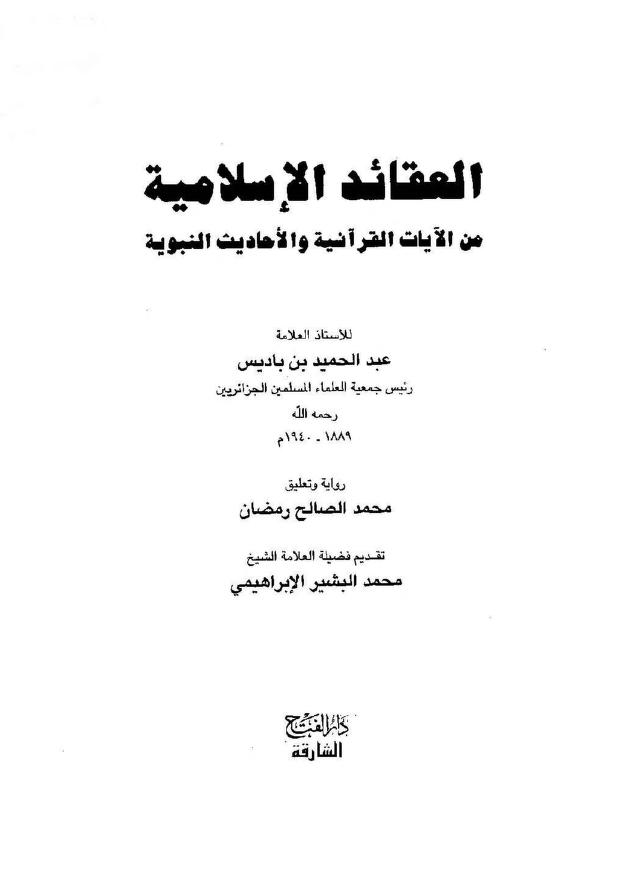 العقائد الإسلامية
من الآيات القرآنية والأحاديث النبوية
للأستاذ العلامة
عبد الحميد بن باديس
رئيس جمعية العلماء المسلمين الجزائريين
رحمه الله
١٨٨٩ - ١٩٤٠م
رواية وتعليق
محمد الصالح رمضان
تقديم فضيلة العلامة الشيخ
محمد البشير الإبراهيمي
دار الفتح
الشارقة